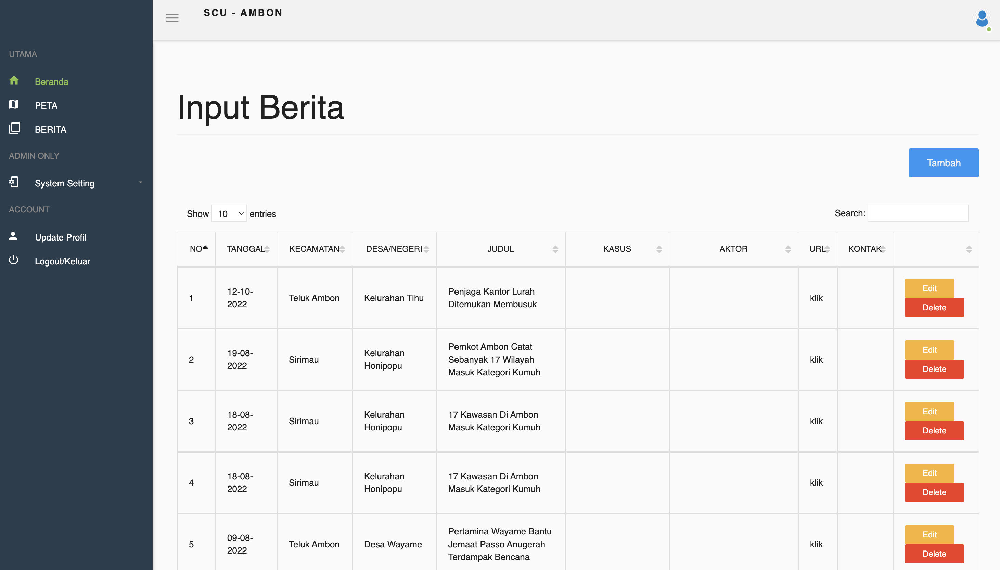 SCU - AMBON
UTAMA
Beranda
PETA
BERITA
ADMIN ONLY
System Setting
ACCOUNT
Update Profil
Logout/Keluar
Input Berita
Tambah
Show 10 entries
Search:
NO TANGGAL KECAMATAN DESA/NEGERI JUDUL KASUS AKTOR URL KONTAK
1
12-10-
2022
Teluk Ambon
Kelurahan Tihu
Penjaga Kantor Lurah
Ditemukan Membusuk
klik
Edit
Delete
2
19-08-
2022
Sirimau
Kelurahan
Honipopu
Pemkot Ambon Catat
Sebanyak 17 Wilayah
Masuk Kategori Kumuh
klik
Edit
Delete
3
18-08-
2022
Sirimau
Kelurahan
Honipopu
17 Kawasan Di Ambon
Masuk Kategori Kumuh
klik
Edit
Delete
4
18-08-
2022
Sirimau
Kelurahan
Honipopu
17 Kawasan Di Ambon
Masuk Kategori Kumuh
klik
Edit
Delete
5
09-08-
2022
Teluk Ambon
Desa Wayame
Pertamina Wayame Bantu
Jemaat Passo Anugerah
Terdampak Bencana
klik
Edit
Delete